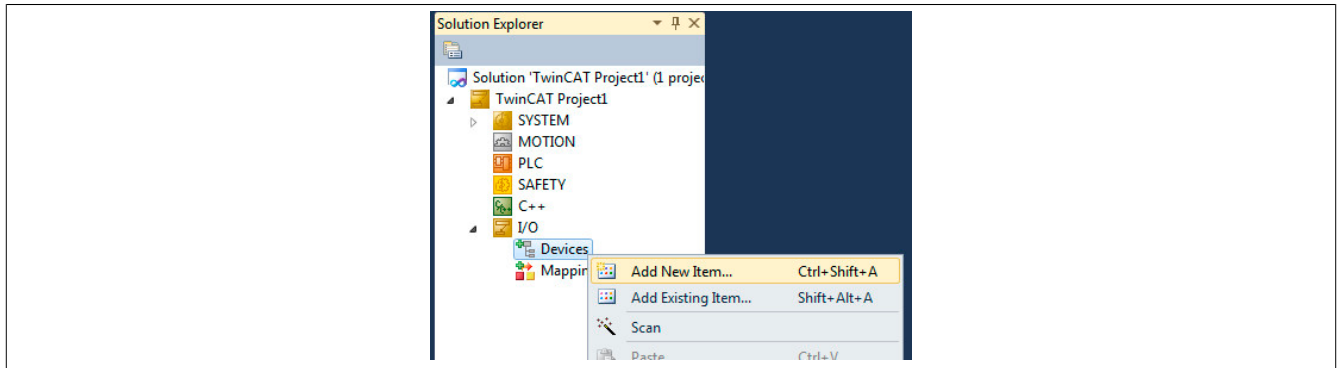 Solution Explorer
Solution 'TwinCAT Project1' (1 projec
TwinCAT Project1
SYSTEM
MOTION
PLC
SAFETY
C++
I/O
Devices
Mappin
Add New Item... Ctrl+Shift+A
Add Existing Item... Shift+Alt+A
Scan
Paste Ctrl+V